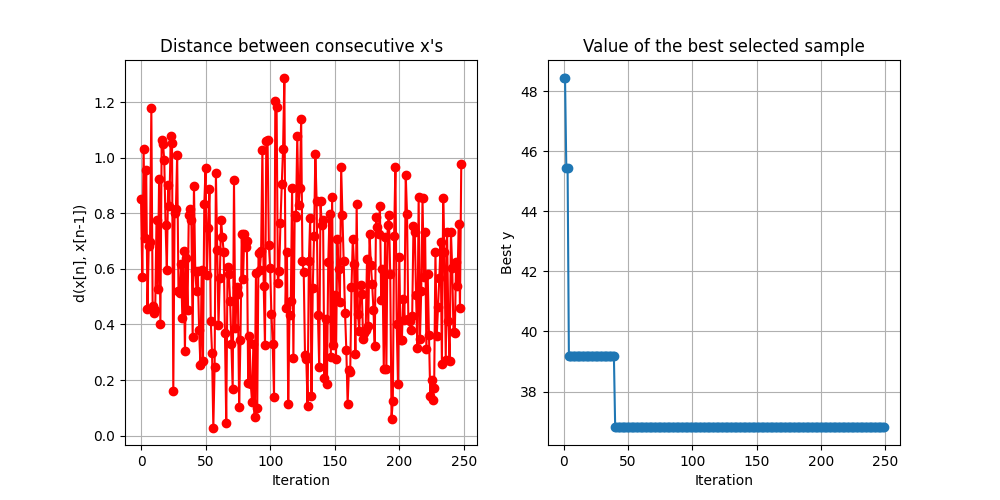 Distance between consecutive x's
d(x[n], x[n-1])
1.2
1.0
0.8
0.6
0.4
0.2
0.0
0 50 100 150 200 250
Iteration
Value of the best selected sample
Best y
48
46
44
42
40
38
0 50 100 150 200 250
Iteration